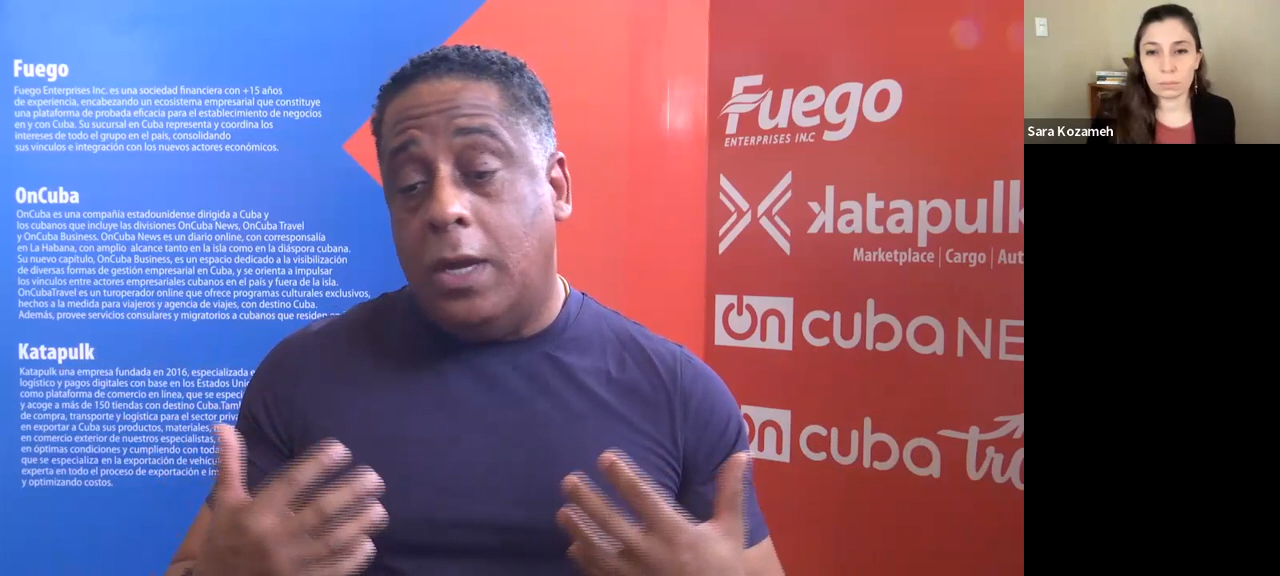 Fuego
Fuego Enterprises Inc. es una sociedad financiera con +15 años
de experiencia, encabezando un ecosistema empresarial que constituye
una plataforma de probada eficacia para el establecimiento de negocios
en y con Cuba. Su sucursal en Cuba representa y coordina los
intereses de todo el grupo en el país, consolidando
sus vínculos e integración con los nuevos actores económicos.
OnCuba
OnCuba es una compañía estadounidense dirigida a Cuba y
los cubanos que incluye las divisiones OnCuba News, OnCuba Travel
y OnCuba Business. OnCuba News es un diario online, con corresponsalía
en La Habana, con amplio alcance tanto en la isla como en la diáspora cubana.
Su nuevo capítulo, OnCuba Business, es un espacio dedicado a la visibilización
de diversas formas de gestión empresarial en Cuba, y se orienta a impulsar
los vínculos entre actores empresariales cubanos en el país y fuera de la isla.
OnCubaTravel es un turoperador online que ofrece programas culturales exclusivos,
hechos a la medida para viajeros y agencia de viajes, con destino Cuba.
Además, provee servicios consulares y migratorios a cubanos que residen
Katapulk
Katapulk una empresa fundada en 2016, especializada
logístico y pagos digitales con base en los Estados
como plataforma de comercio en línea, que se
y acoge a más de 150 tiendas con destino Cuba.
de compra, transporte y logística para el sector
en exportar a Cuba sus productos, materiales,
en comercio exterior de nuestros especialistas,
en óptimas condiciones y cumpliendo con
que se especializa en la exportación de
experta en todo el proceso de exportación e
y optimizando costos.
Fuego
ENTERPRISES INC
katapulk
Marketplace | Cargo | Aut
On cuba NE
On cuba tra
Sara Kozameh